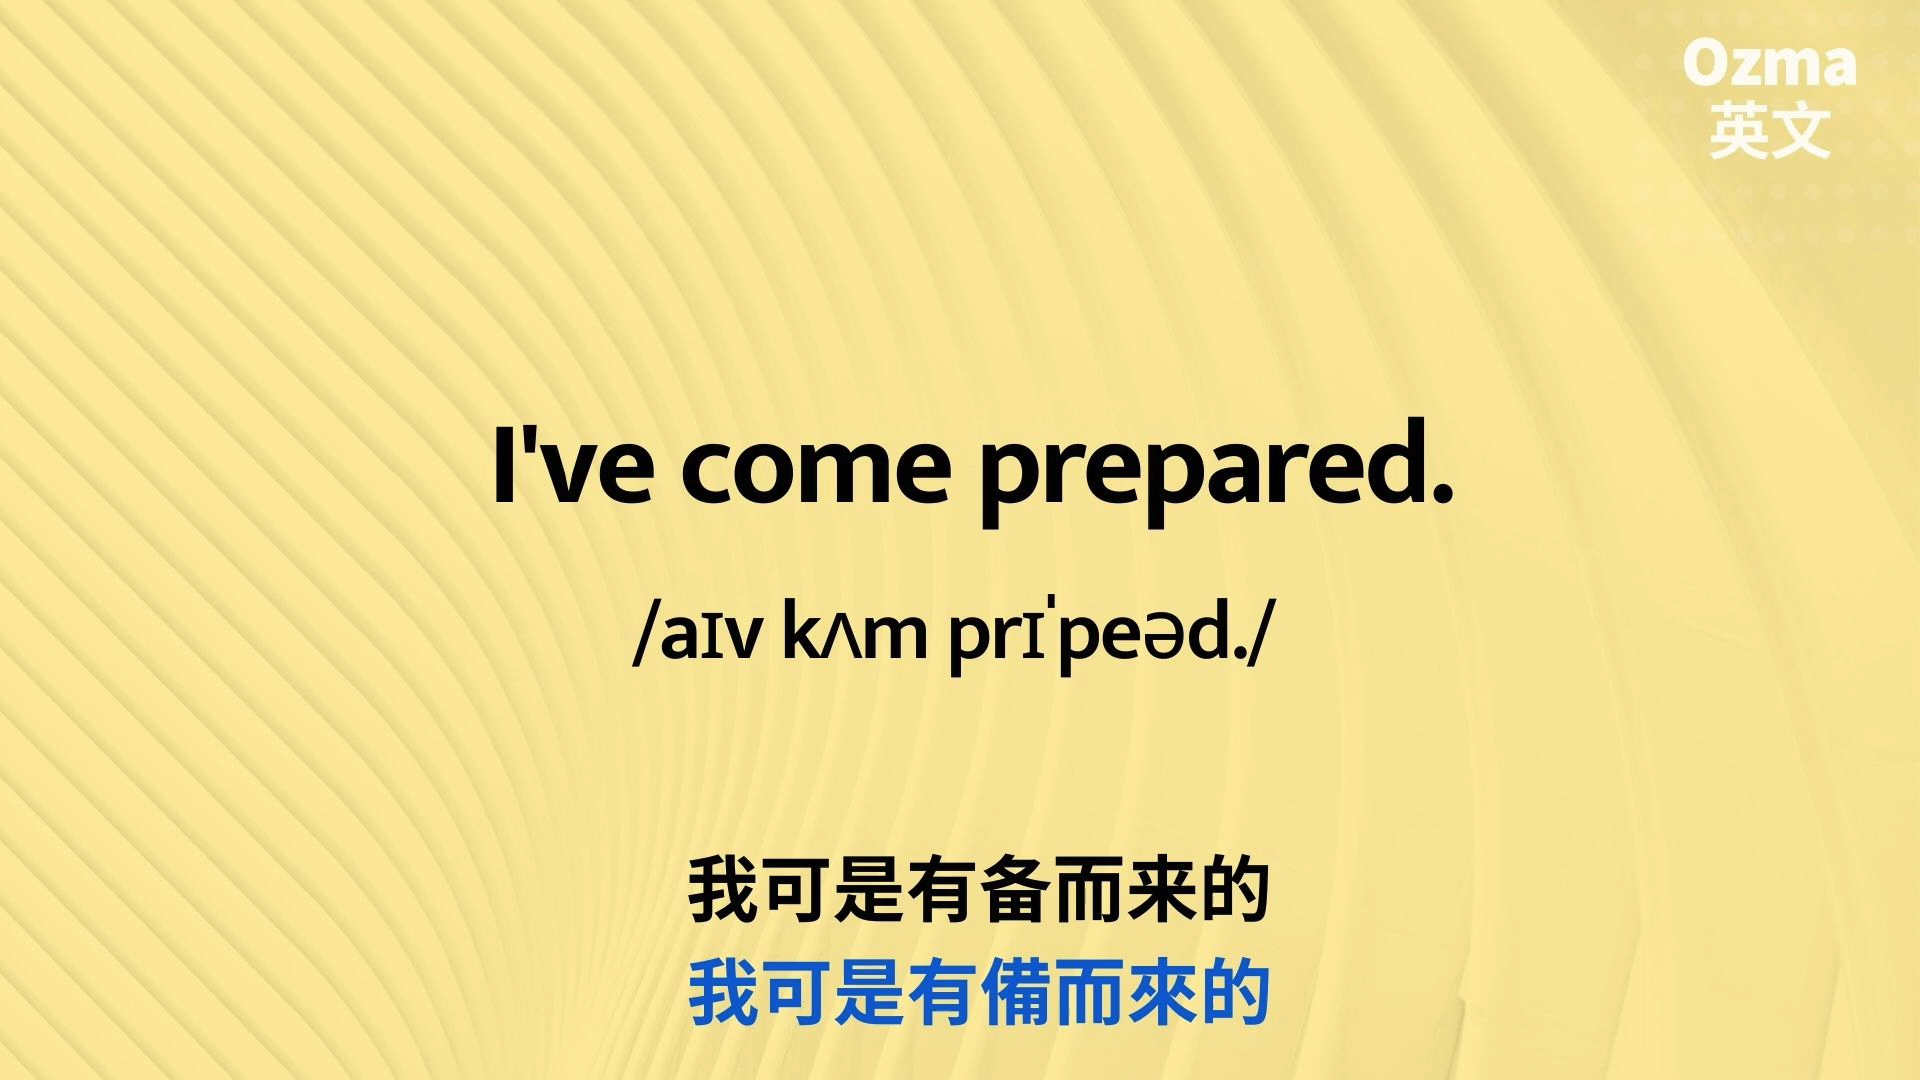 Ozma
英文
I've come prepared.
/aɪv kʌm prɪˈpeəd./
我可是有备而来的
我可是有備而來的